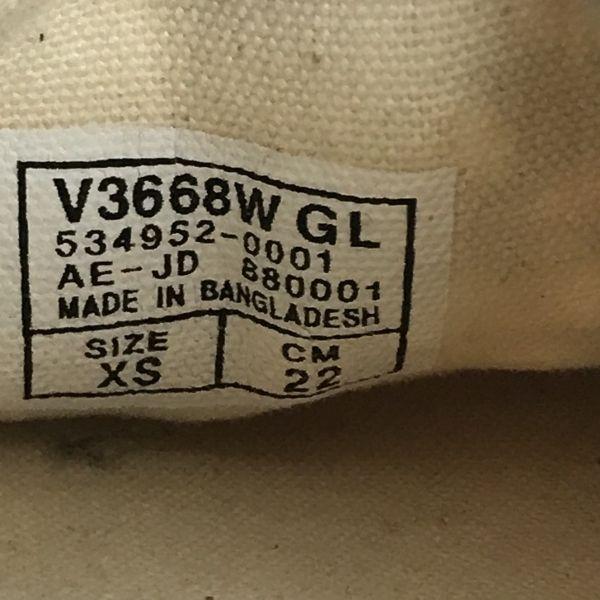 V3668W GL
534952-0001
AE-JD 880001
MADE IN BANGLADESH
SIZE CM
XS 22